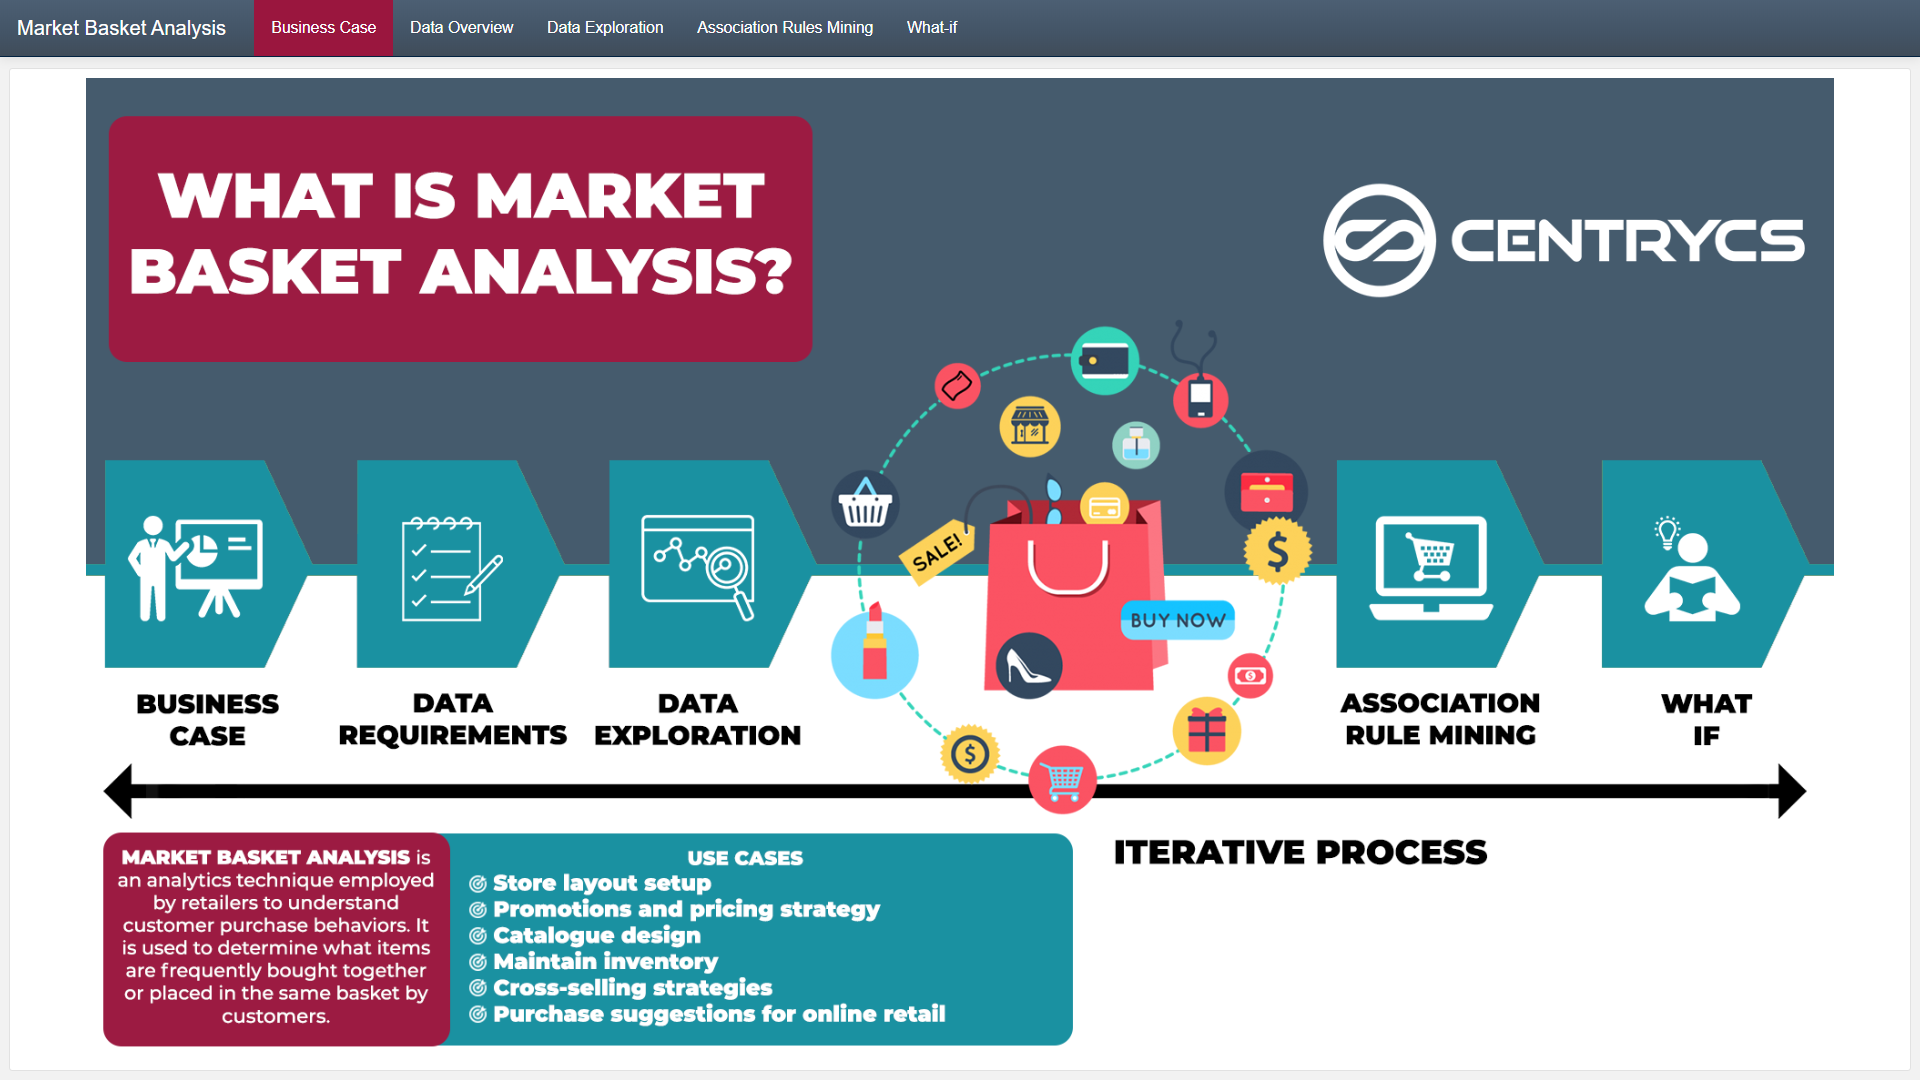 Market Basket Analysis
Business Case
Data Overview
Data Exploration
Association Rules Mining
What-if
WHAT IS MARKET
BASKET ANALYSIS?
CENTRYCS
SALE!
$
BUY NOW
$
BUSINESS
CASE
DATA
REQUIREMENTS
DATA
EXPLORATION
ASSOCIATION
RULE MINING
WHAT
IF
$
MARKET BASKET ANALYSIS is
an analytics technique employed
by retailers to understand
customer purchase behaviors. It
is used to determine what items
are frequently bought together
or placed in the same basket by
customers.
USE CASES
Store layout setup
Promotions and pricing strategy
Catalogue design
Maintain inventory
Cross-selling strategies
Purchase suggestions for online retail
ITERATIVE PROCESS